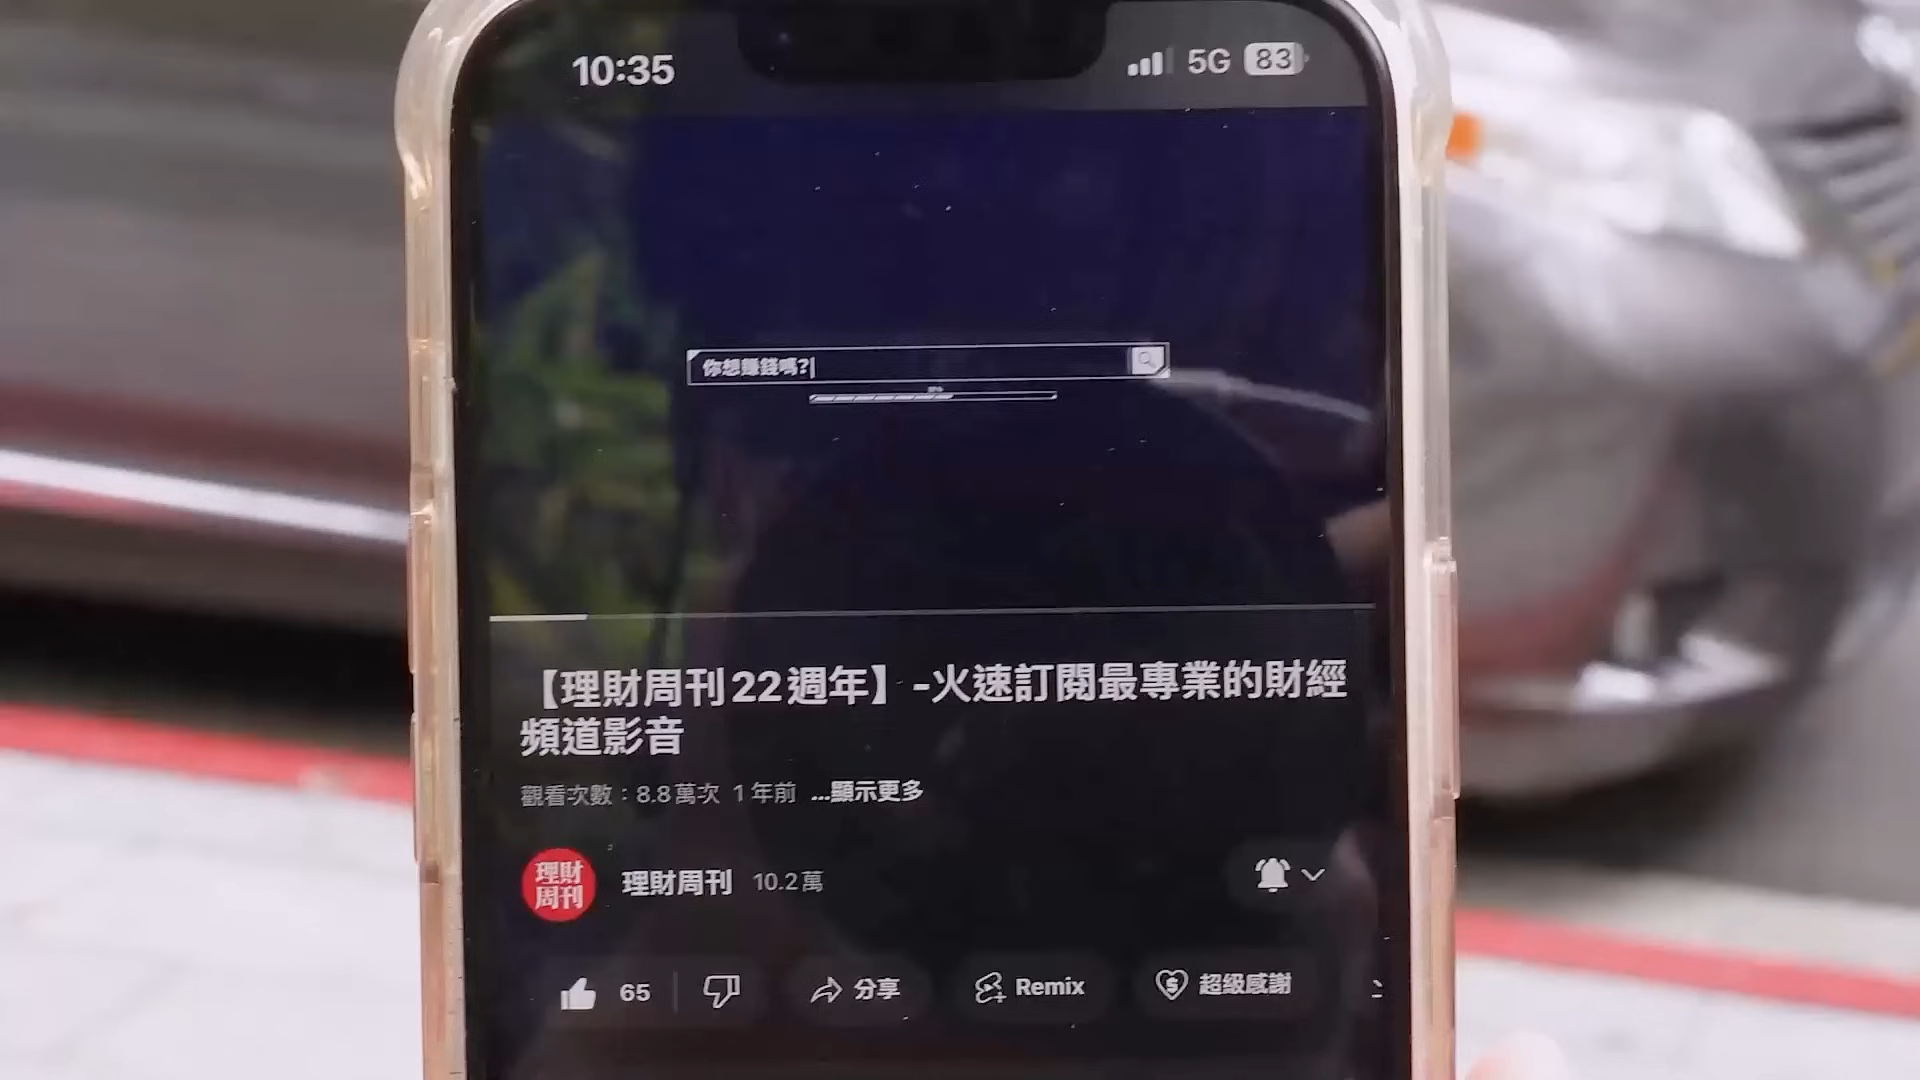 10:35
5G 83
你想賺錢嗎?
【理財周刊22週年】-火速訂閱最專業的財經
頻道影音
觀看次數：8.8萬次 1年前 ...顯示更多
理財
周刊
理財周刊 10.2萬
65 分享 Remix 超級感謝